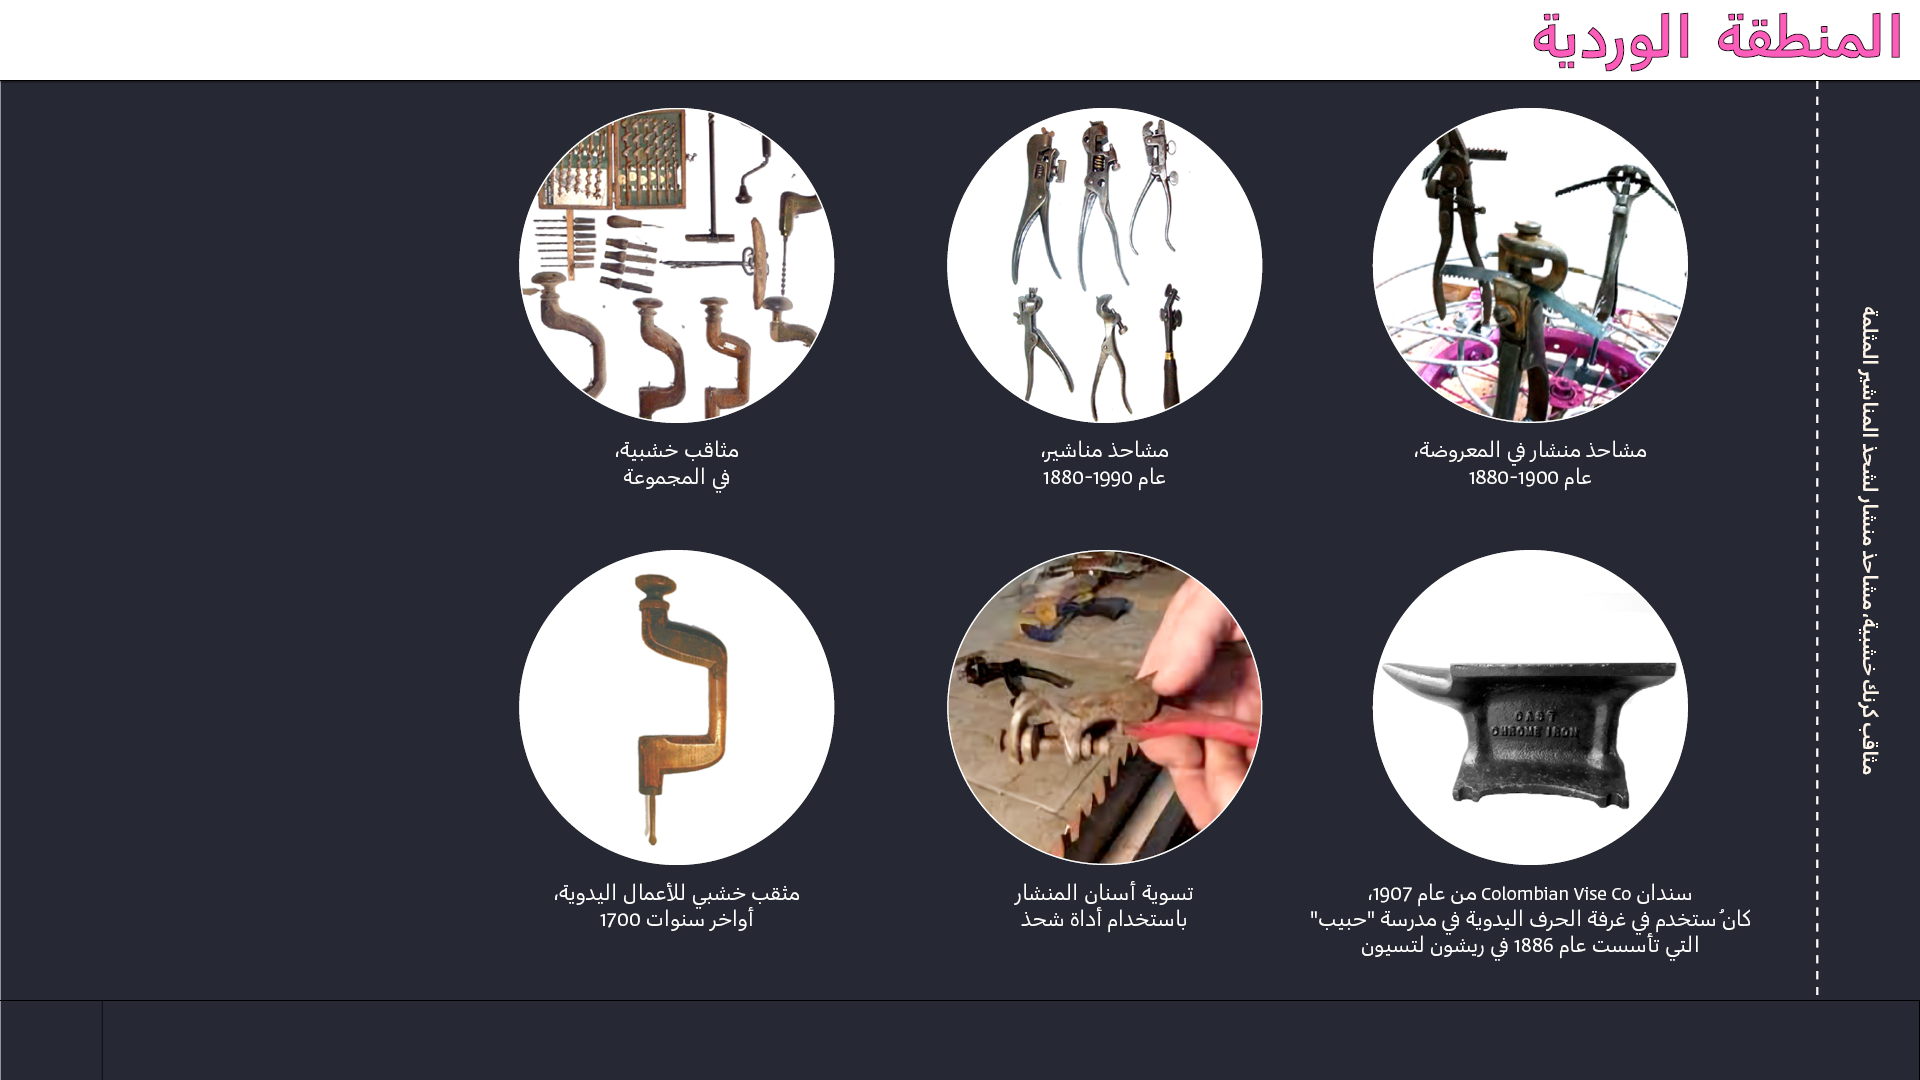 المنطقة الوردية
مثاقب كرنك خشبية، مشاحذ منشار لشحذ المناشير المثلمة
مشاحذ منشار في المعروضة،
عام 1900-1880
مشاحذ مناشير،
عام 1990-1880
مثاقب خشبية،
في المجموعة
CAST
CHROME IRON
سندان Colombian Vise Co من عام 1907،
كانُ ستخدم في غرفة الحرف اليدوية في مدرسة "حبيب"
التي تأسست عام 1886 في ريشون لتسيون
تسوية أسنان المنشار
باستخدام أداة شحذ
مثقب خشبي للأعمال اليدوية،
أواخر سنوات 1700